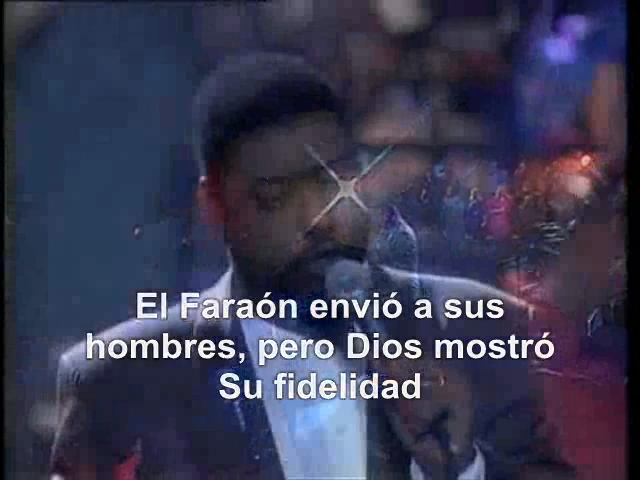 El Faraón envió a sus
hombres, pero Dios mostró
Su fidelidad